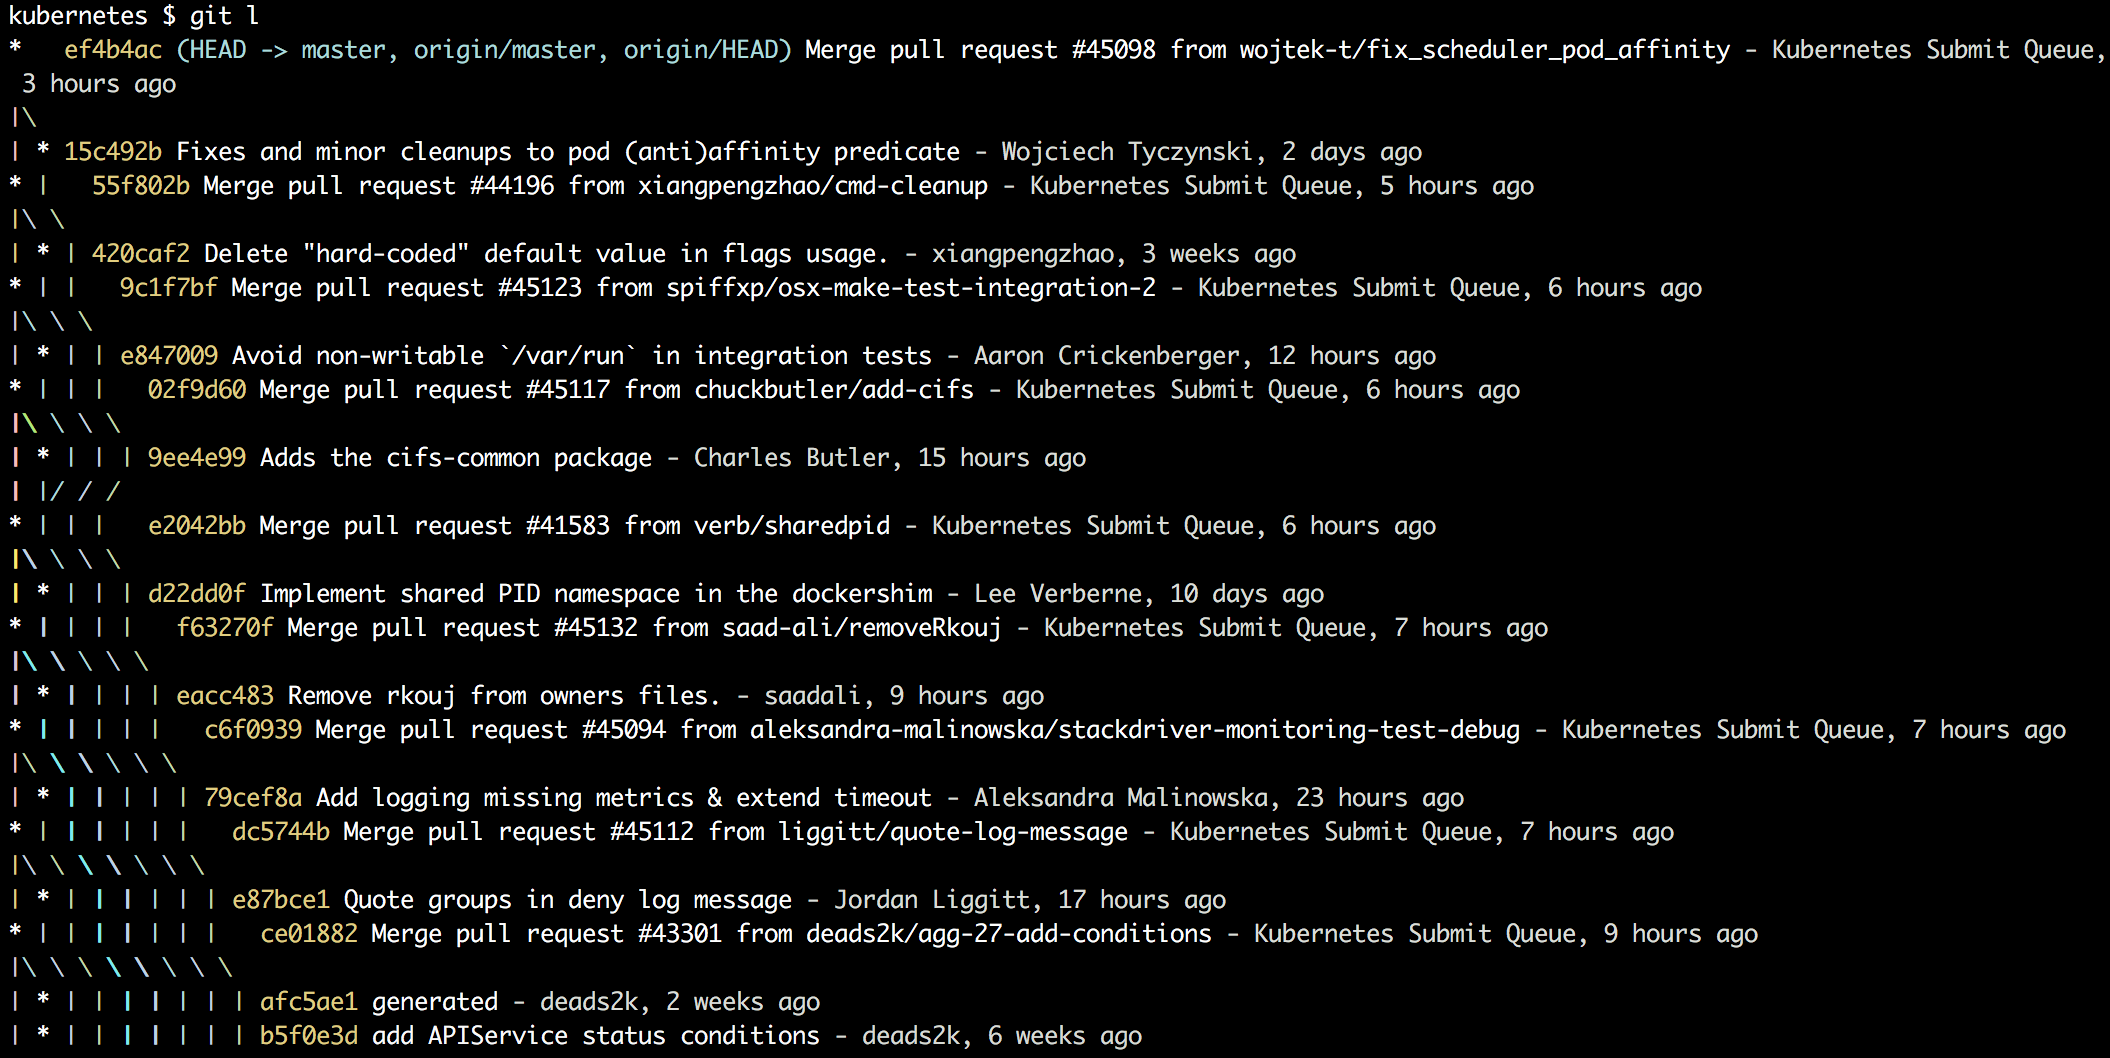 kubernetes $ git l
*   ef4b4ac (HEAD -> master, origin/master, origin/HEAD) Merge pull request #45098 from wojtek-t/fix_scheduler_pod_affinity - Kubernetes Submit Queue,
 3 hours ago
|\
| * 15c492b Fixes and minor cleanups to pod (anti)affinity predicate - Wojciech Tyczynski, 2 days ago
* |   55f802b Merge pull request #44196 from xiangpengzhao/cmd-cleanup - Kubernetes Submit Queue, 5 hours ago
|\ \
| * | 420caf2 Delete "hard-coded" default value in flags usage. - xiangpengzhao, 3 weeks ago
* | |   9c1f7bf Merge pull request #45123 from spiffxp/osx-make-test-integration-2 - Kubernetes Submit Queue, 6 hours ago
|\ \ \
| * | | e847009 Avoid non-writable `/var/run` in integration tests - Aaron Crickenberger, 12 hours ago
* | | |   02f9d60 Merge pull request #45117 from chuckbutler/add-cifs - Kubernetes Submit Queue, 6 hours ago
|\ \ \ \
| * | | | 9ee4e99 Adds the cifs-common package - Charles Butler, 15 hours ago
| |/ / /
* | | |   e2042bb Merge pull request #41583 from verb/sharedpid - Kubernetes Submit Queue, 6 hours ago
|\ \ \ \
| * | | | d22dd0f Implement shared PID namespace in the dockershim - Lee Verberne, 10 days ago
* | | | |   f63270f Merge pull request #45132 from saad-ali/removeRkouj - Kubernetes Submit Queue, 7 hours ago
|\ \ \ \ \
| * | | | | eacc483 Remove rkouj from owners files. - saadali, 9 hours ago
* | | | | |   c6f0939 Merge pull request #45094 from aleksandra-malinowska/stackdriver-monitoring-test-debug - Kubernetes Submit Queue, 7 hours ago
|\ \ \ \ \ \
| * | | | | | 79cef8a Add logging missing metrics & extend timeout - Aleksandra Malinowska, 23 hours ago
* | | | | | |   dc5744b Merge pull request #45112 from liggitt/quote-log-message - Kubernetes Submit Queue, 7 hours ago
|\ \ \ \ \ \ \
| * | | | | | | e87bce1 Quote groups in deny log message - Jordan Liggitt, 17 hours ago
* | | | | | | |   ce01882 Merge pull request #43301 from deads2k/agg-27-add-conditions - Kubernetes Submit Queue, 9 hours ago
|\ \ \ \ \ \ \ \
| * | | | | | | | afc5ae1 generated - deads2k, 2 weeks ago
| * | | | | | | | b5f0e3d add APIService status conditions - deads2k, 6 weeks ago